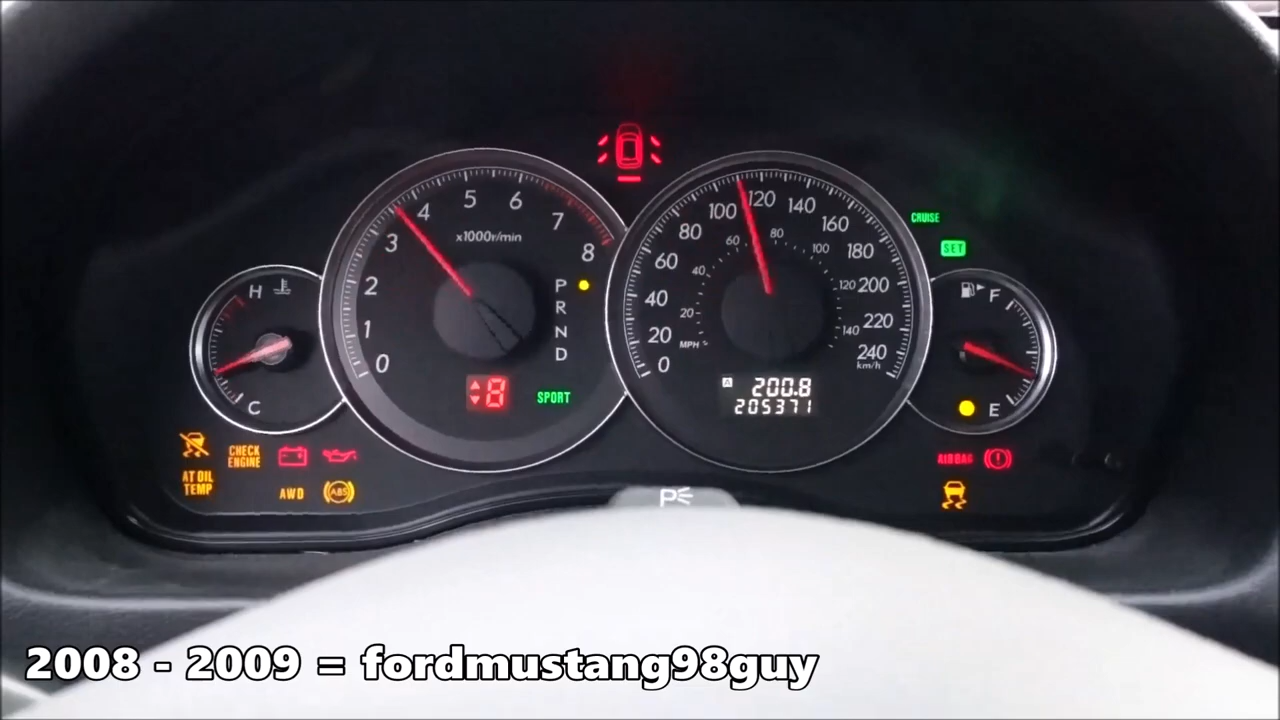 5
4 6
3 7
x1000r/min
2 8
1
0
P
R
N
D
8
SPORT
100 120 140
80 160
60 180
40 200
20 220
0 240
km/h
60 80
40 100
20 120
MPH 140
A 200.8
205371
CRUISE
SET
H
C
F
E
CHECK
ENGINE
AT OIL
TEMP
AWD
ABS
AIRBAG
P
2008 - 2009 = fordmustang98guy